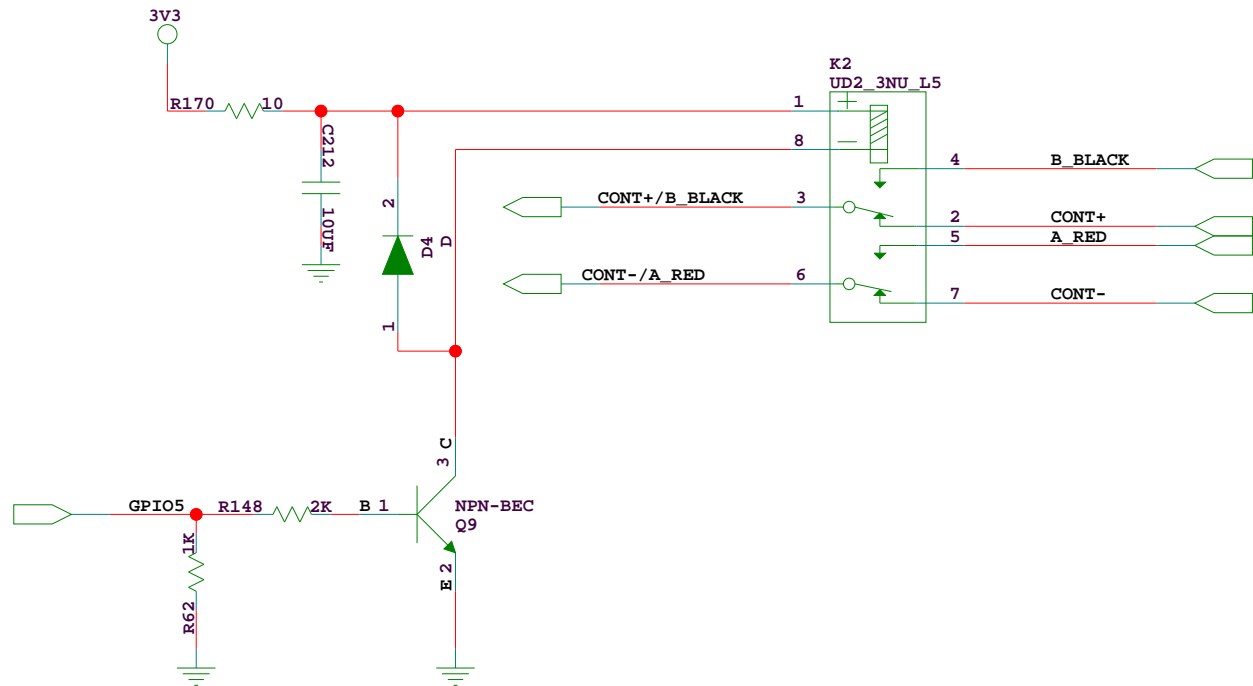 3V3
K2
UD2_3NU_L5
R170
10
1
C212
8
4
B_BLACK
CONT+/B_BLACK
3
2
10UF
2
CONT+
D4
D
5
A_RED
CONT-/A_RED
6
7
CONT-
1
3 C
GPIO5
R148
2K
B 1
NPN-BEC
Q9
1K
E 2
R62